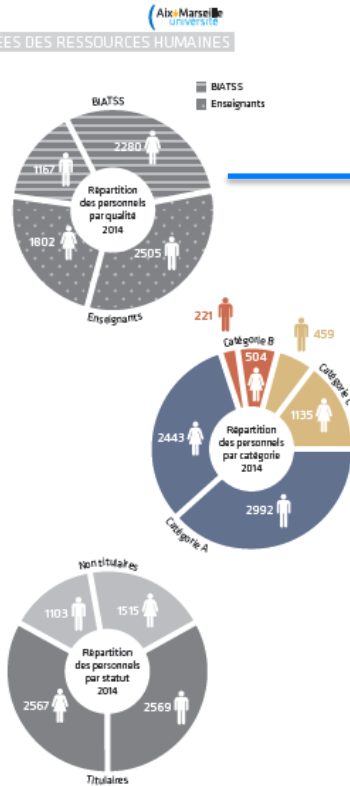 Aix★Marseille
université
ÉES DES RESSOURCES HUMAINES
BIATSS
Enseignants
BIATSS
2280
1167
Répartition
des personnels
par qualité
2014
1802
2505
Enseignants
221
459
Catégorie B
504
Catégorie C
1135
2443
Répartition
des personnels
par catégorie
2014
2992
Catégorie A
Non titulaires
1103
1515
Répartition
des personnels
par statut
2014
2567
2569
Titulaires